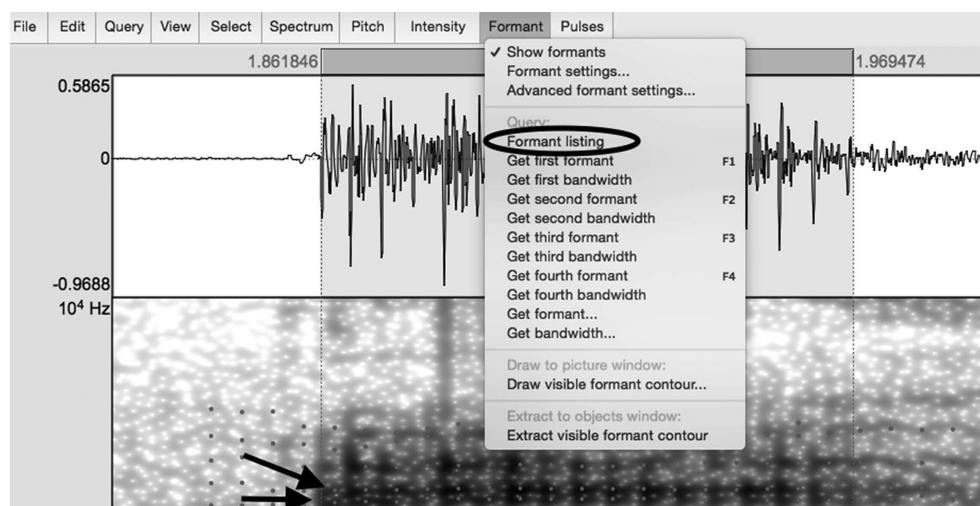 File Edit Query View Select Spectrum Pitch Intensity Formant Pulses
1.861846 1.969474
0.5865
0
-0.9688
10⁴ Hz
✓ Show formants
Formant settings...
Advanced formant settings...
Query:
Formant listing
Get first formant F1
Get first bandwidth
Get second formant F2
Get second bandwidth
Get third formant F3
Get third bandwidth
Get fourth formant F4
Get fourth bandwidth
Get formant...
Get bandwidth...
Draw to picture window:
Draw visible formant contour...
Extract to objects window:
Extract visible formant contour